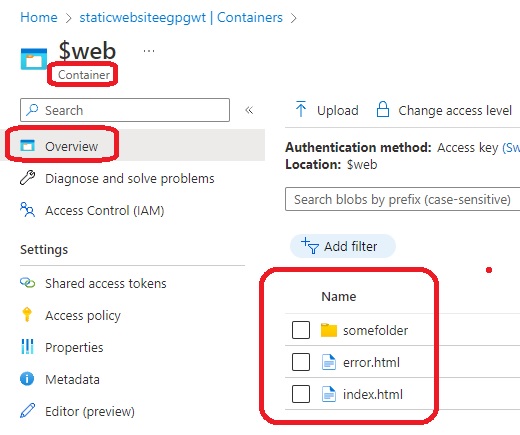 Home > staticwebsiteegpgwt | Containers >
$web ...
Container
Search «
Upload Change access level
Overview
Authentication method: Access key (Sw
Diagnose and solve problems
Location: $web
Access Control (IAM)
Search blobs by prefix (case-sensitive)
Settings
Add filter
Shared access tokens
Name
Access policy
somefolder
Properties
error.html
Metadata
index.html
Editor (preview)